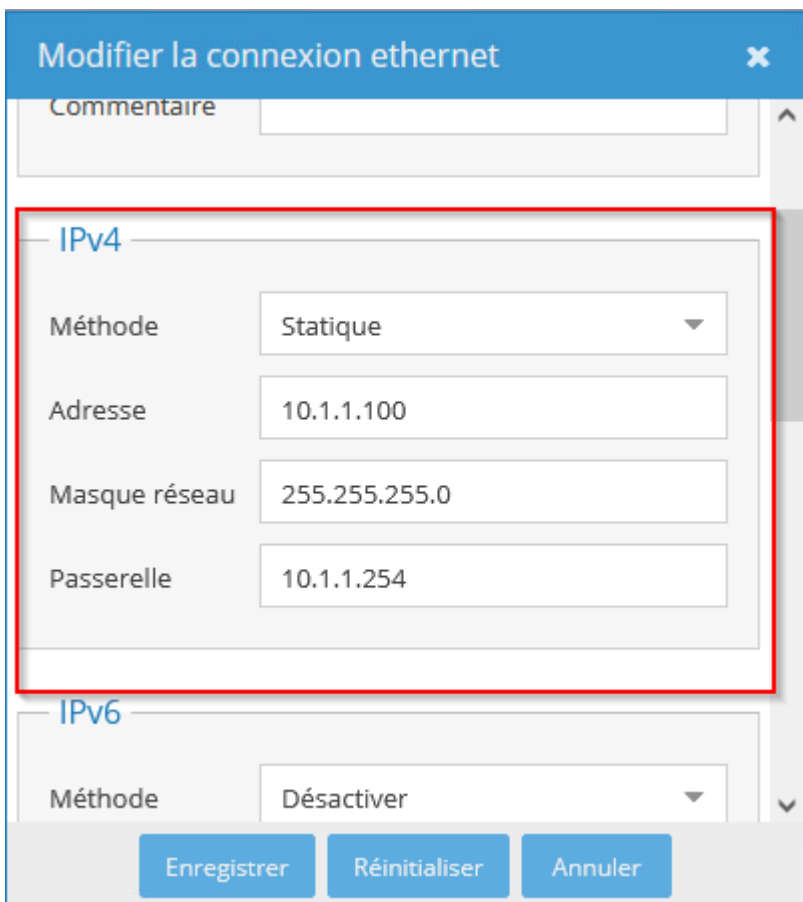 Modifier la connexion ethernet
Commentaire
IPv4
Méthode Statique
Adresse 10.1.1.100
Masque réseau 255.255.255.0
Passerelle 10.1.1.254
IPv6
Méthode Désactiver
Enregistrer Réinitialiser Annuler